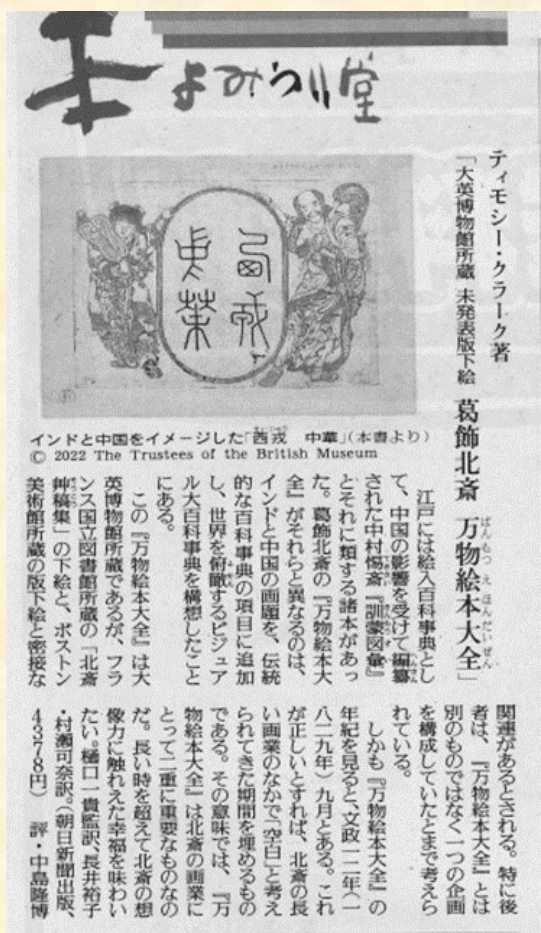 本よみうり堂
ティモシー・クラーク著
「大英博物館所蔵 未発表版下絵 葛飾北斎 万物絵本大全」
西戎
中華
インドと中国をイメージした「西戎 中華」(本書より)
© 2022 The Trustees of the British Museum
江戸には絵入百科事典とし
て、中国の影響を受けて編纂
された中村惕斎『訓蒙図彙』
とそれに類する諸本があっ
た。葛飾北斎の『万物絵本大
全』がそれらと異なるのは、
インドと中国の画題を、伝統
的な百科事典の項目に追加
し、世界を俯瞰するビジュア
ル大百科事典を構想したこと
にある。
この『万物絵本大全』は大
英博物館所蔵であるが、フラ
ンス国立図書館所蔵の「北斎
艸稿集」の下絵と、ボストン
美術館所蔵の版下絵と密接な
関連があるとされる。特に後
者は、『万物絵本大全』とは
別のものではなく一つの企画
を構成していたとまで考えら
れている。
しかも『万物絵本大全』の
年紀を見ると、文政一二年(一
八二九年)九月とある。これ
が正しいとすれば、北斎の長
い画業のなかで「空白」と考え
られてきた期間を埋めるもの
である。その意味では、『万
物絵本大全』は北斎の画業に
とって二重に重要なものなの
だ。長い時を超えて北斎の想
像力に触れえた幸福を味わい
たい。樋口一貴監訳、長井裕子
・村瀬可奈訳。(朝日新聞出版、
4378円) 評・中島隆博